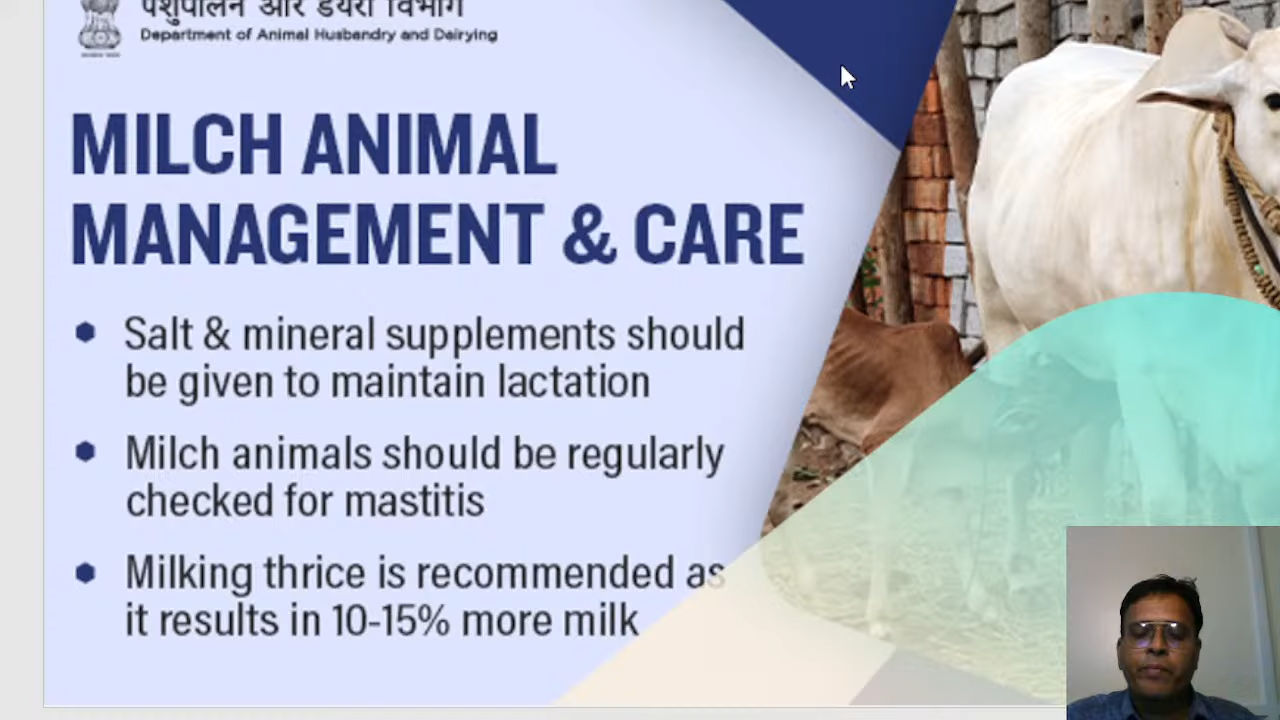 पशुपालन और डेयरी विभाग
Department of Animal Husbandry and Dairying
MILCH ANIMAL
MANAGEMENT & CARE
Salt & mineral supplements should
be given to maintain lactation
Milch animals should be regularly
checked for mastitis
Milking thrice is recommended as
it results in 10-15% more milk